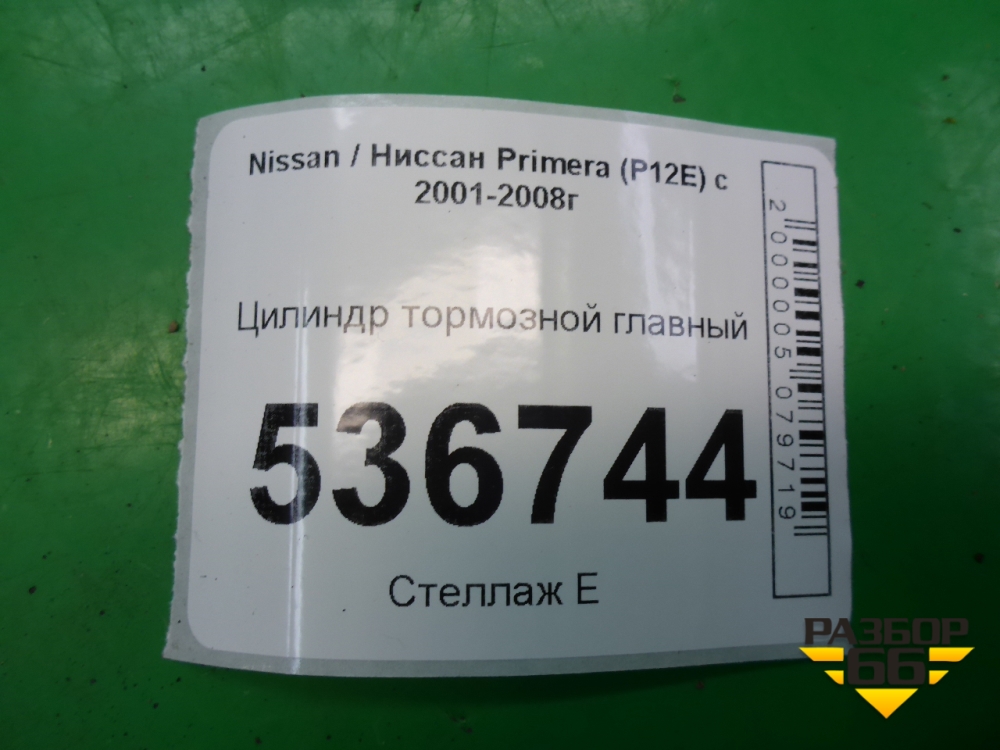 Nissan / Ниссан Primera (P12E) с
2001-2008г
Цилиндр тормозной главный
536744
Стеллаж Е
2000005079719
РАЗБОР
66